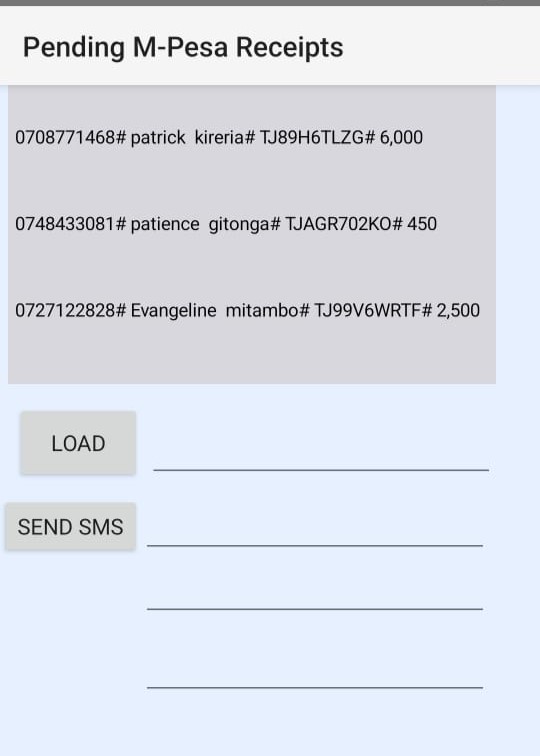 Pending M-Pesa Receipts
0708771468# patrick  kireria# TJ89H6TLZG# 6,000
0748433081# patience  gitonga# TJAGR702KO# 450
0727122828# Evangeline  mitambo# TJ99V6WRTF# 2,500
LOAD
SEND SMS